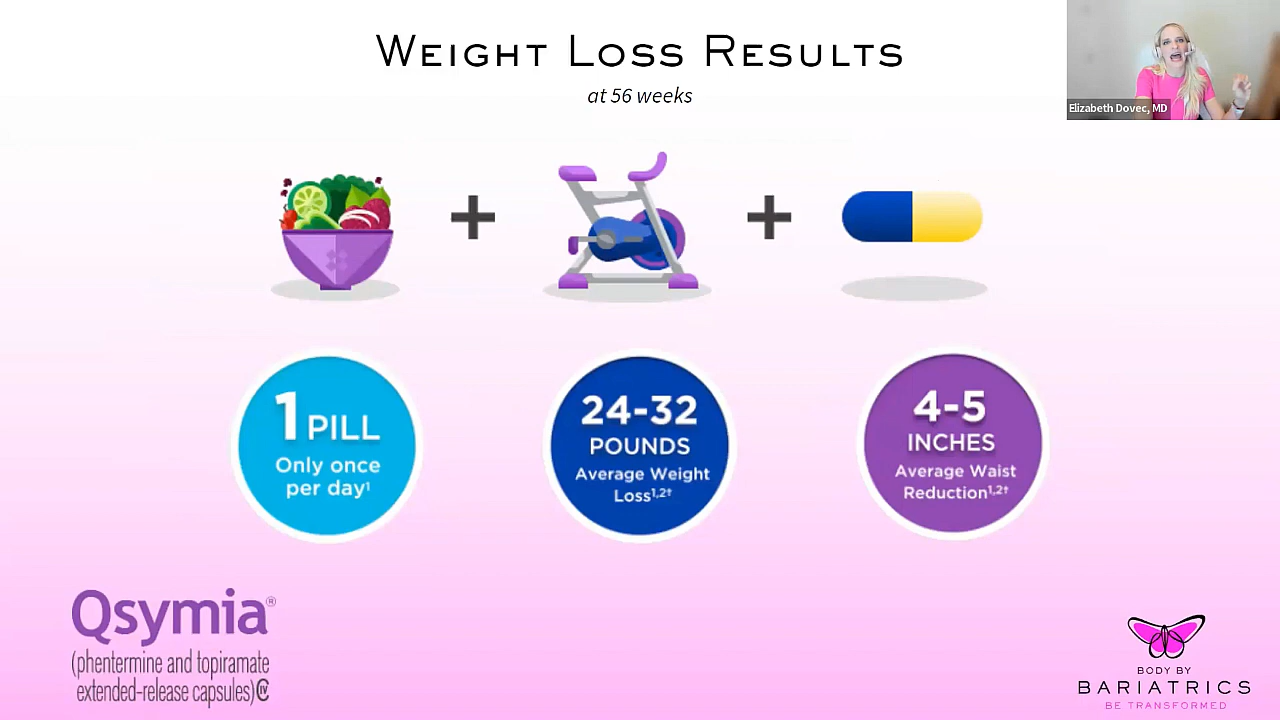 WEIGHT LOSS RESULTS
at 56 weeks
Elizabeth Dovec, MD
1 PILL
Only once
per day¹
24-32
POUNDS
Average Weight
Loss¹,²†
4-5
INCHES
Average Waist
Reduction¹,²†
Qsymia®
(phentermine and topiramate
extended-release capsules) CIV
BODY BY
BARIATRICS
BE TRANSFORMED